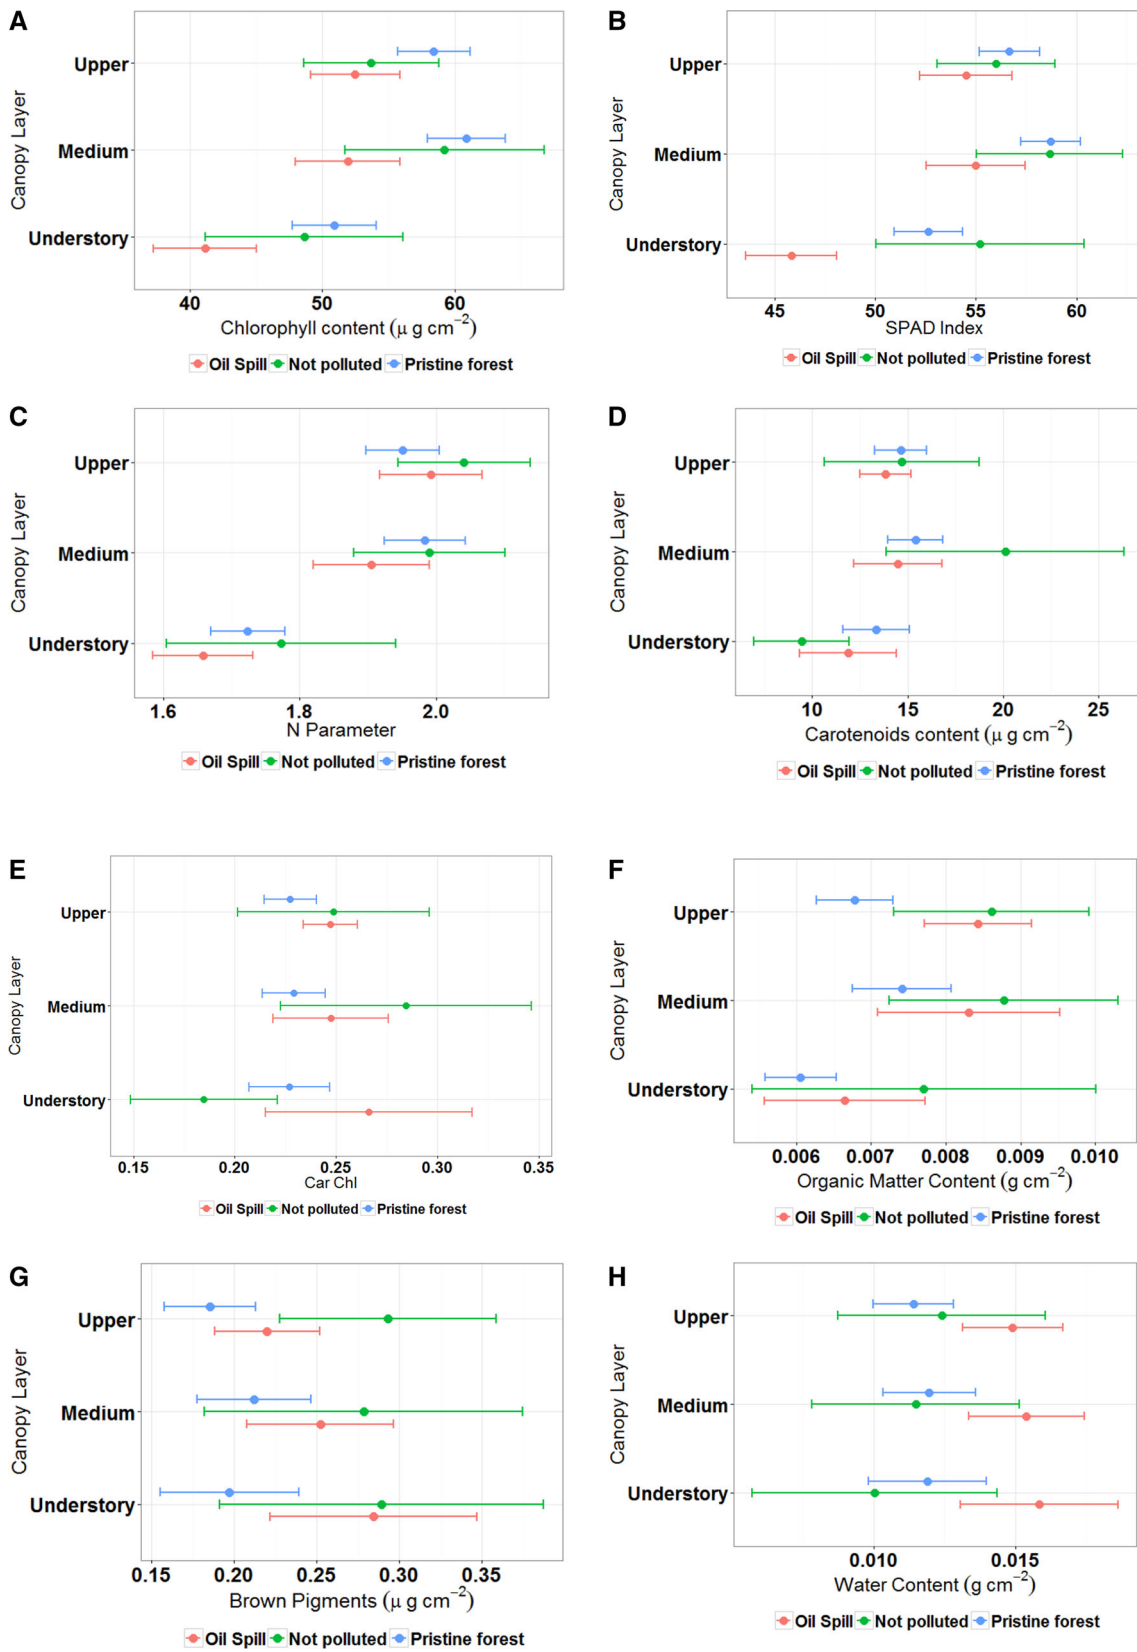 A
Canopy Layer
Upper
Medium
Understory
40 50 60
Chlorophyll content (μ g cm−2)
Oil Spill Not polluted Pristine forest
B
Canopy Layer
Upper
Medium
Understory
45 50 55 60
SPAD Index
Oil Spill Not polluted Pristine forest
C
Canopy Layer
Upper
Medium
Understory
1.6 1.8 2.0
N Parameter
Oil Spill Not polluted Pristine forest
D
Canopy Layer
Upper
Medium
Understory
10 15 20 25
Carotenoids content (μ g cm−2)
Oil Spill Not polluted Pristine forest
E
Canopy Layer
Upper
Medium
Understory
0.15 0.20 0.25 0.30 0.35
Car Chl
Oil Spill Not polluted Pristine forest
F
Canopy Layer
Upper
Medium
Understory
0.006 0.007 0.008 0.009 0.010
Organic Matter Content (g cm−2)
Oil Spill Not polluted Pristine forest
G
Canopy Layer
Upper
Medium
Understory
0.15 0.20 0.25 0.30 0.35
Brown Pigments (μ g cm−2)
Oil Spill Not polluted Pristine forest
H
Canopy Layer
Upper
Medium
Understory
0.010 0.015
Water Content (g cm−2)
Oil Spill Not polluted Pristine forest